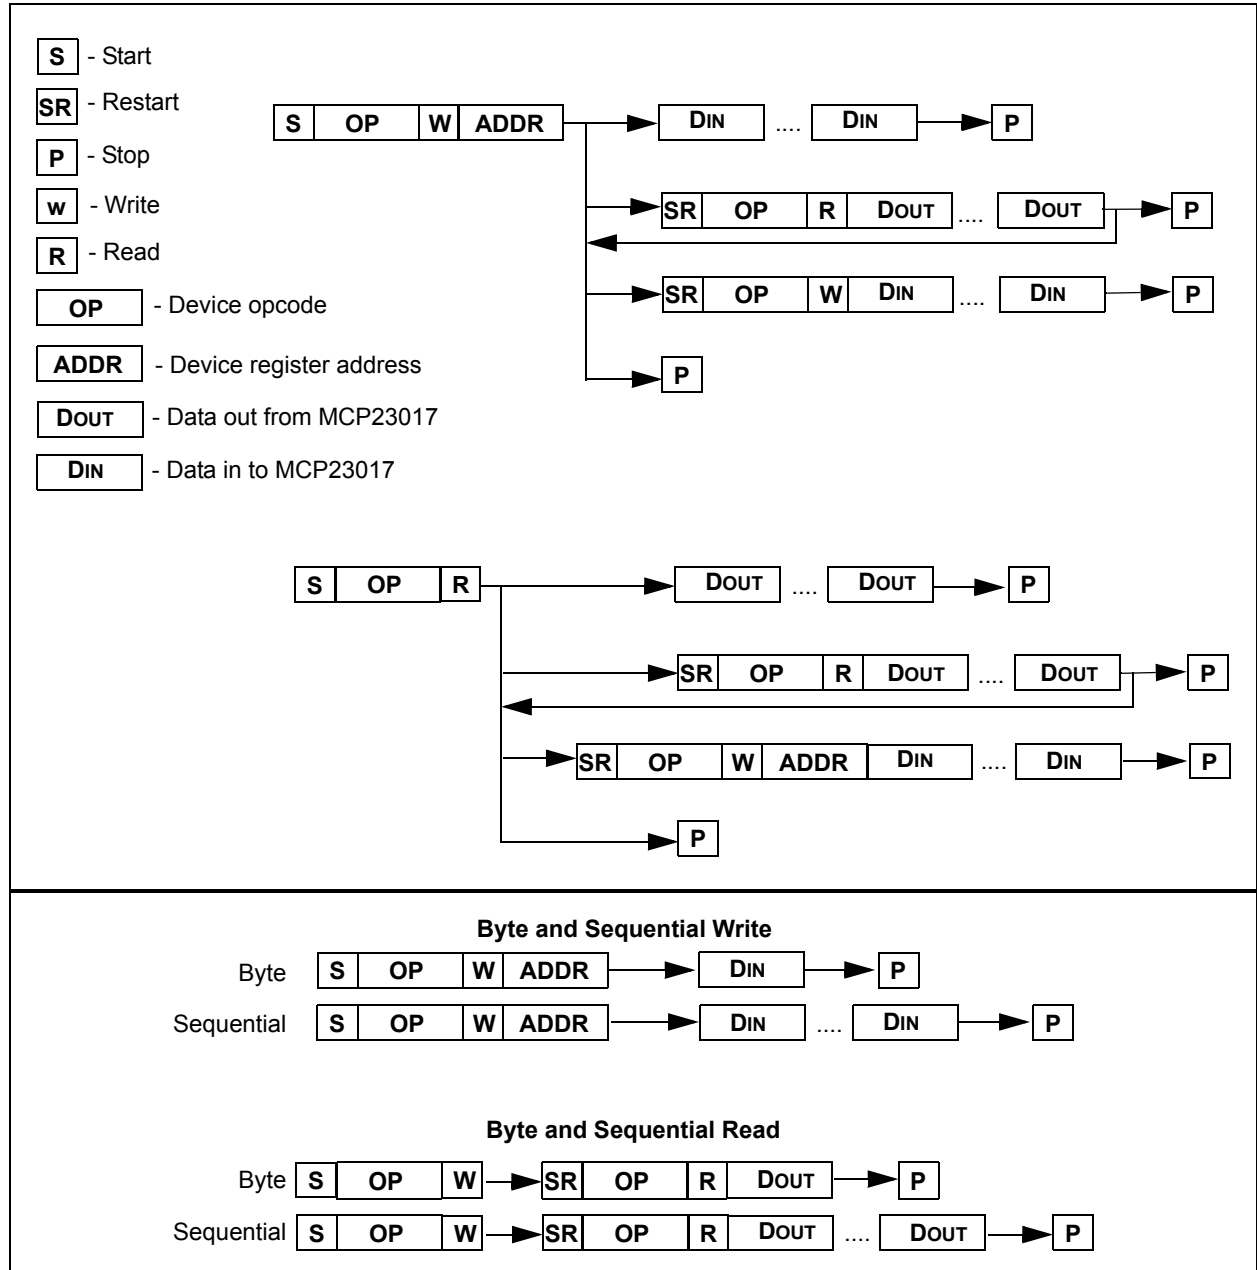 S - Start
SR - Restart
P - Stop
w - Write
R - Read
OP - Device opcode
ADDR - Device register address
DOUT - Data out from MCP23017
DIN - Data in to MCP23017
S OP W ADDR DIN .... DIN P
SR OP R DOUT .... DOUT P
SR OP W DIN .... DIN P
P
S OP R DOUT .... DOUT P
SR OP R DOUT .... DOUT P
SR OP W ADDR DIN .... DIN P
P
Byte and Sequential Write
Byte S OP W ADDR DIN P
Sequential S OP W ADDR DIN .... DIN P
Byte and Sequential Read
Byte S OP W SR OP R DOUT P
Sequential S OP W SR OP R DOUT .... DOUT P